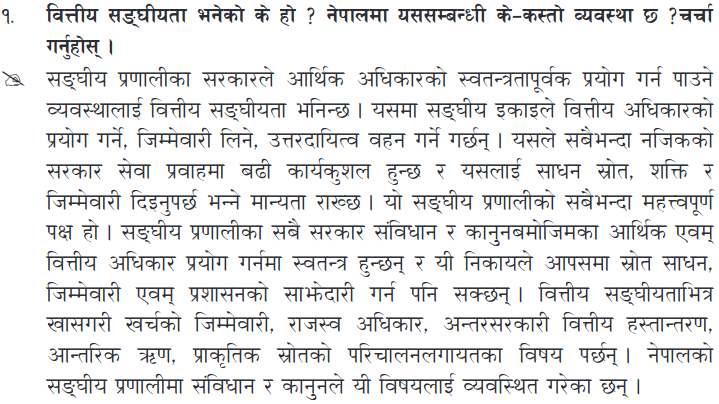 १. वित्तीय सङ्घीयता भनेको के हो ? नेपालमा यससम्बन्धी के-कस्तो व्यवस्था छ ?चर्चा
गर्नुहोस् ।
सङ्घीय प्रणालीका सरकारले आर्थिक अधिकारको स्वतन्त्रतापूर्वक प्रयोग गर्न पाउने
व्यवस्थालाई वित्तीय सङ्घीयता भनिन्छ । यसमा सङ्घीय इकाइले वित्तीय अधिकारको
प्रयोग गर्ने, जिम्मेवारी लिने, उत्तरदायित्व वहन गर्ने गर्छन् । यसले सबैभन्दा नजिकको
सरकार सेवा प्रवाहमा बढी कार्यकुशल हुन्छ र यसलाई साधन स्रोत, शक्ति र
जिम्मेवारी दिइनुपर्छ भन्ने मान्यता राख्छ । यो सङ्घीय प्रणालीको सबैभन्दा महत्त्वपूर्ण
पक्ष हो । सङ्घीय प्रणालीका सबै सरकार संविधान र कानुनबमोजिमका आर्थिक एवम्
वित्तीय अधिकार प्रयोग गर्नमा स्वतन्त्र हुन्छन् र यी निकायले आपसमा स्रोत साधन,
जिम्मेवारी एवम् प्रशासनको साझेदारी गर्न पनि सक्छन् । वित्तीय सङ्घीयताभित्र
खासगरी खर्चको जिम्मेवारी, राजस्व अधिकार, अन्तरसरकारी वित्तीय हस्तान्तरण,
आन्तरिक ऋण, प्राकृतिक स्रोतको परिचालनलगायतका विषय पर्छन् । नेपालको
सङ्घीय प्रणालीमा संविधान र कानुनले यी विषयलाई व्यवस्थित गरेका छन् ।